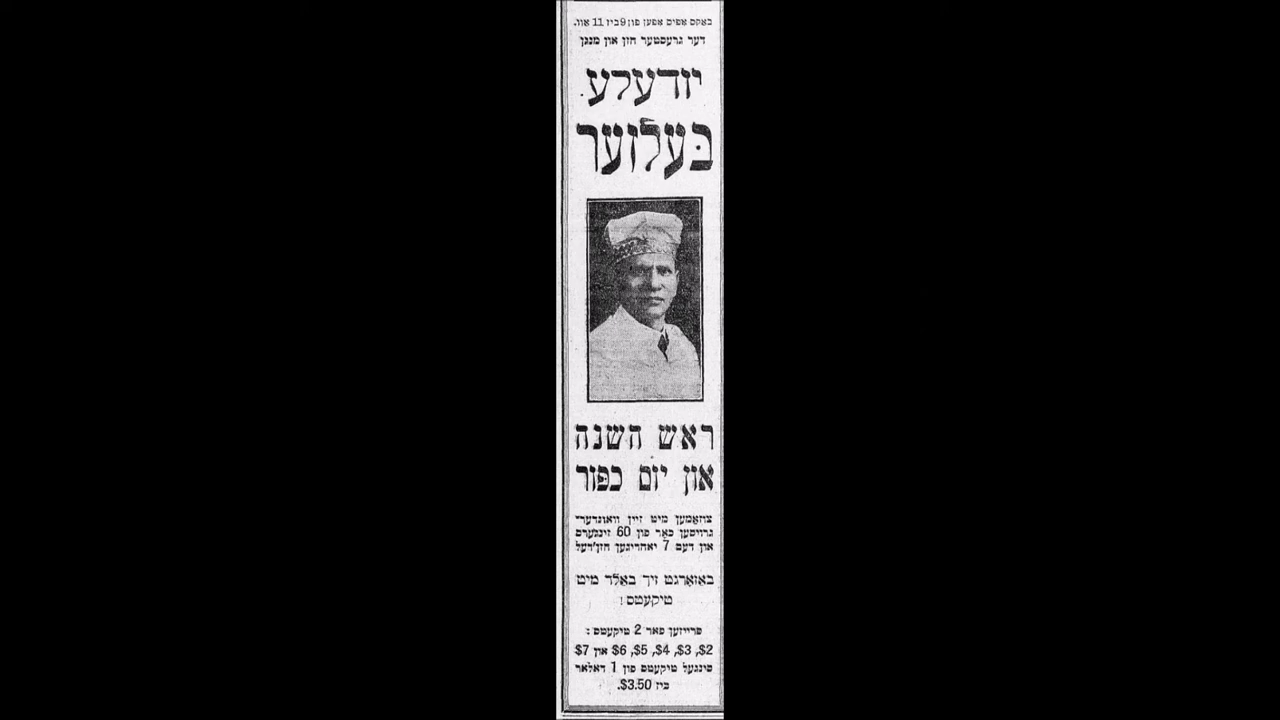 באקס אפיס אפען פון 9 ביז 11 אוו.
דער גרעסטער חזן און מנגן
יודעלע
בעלזער
ראש השנה
און יום כפור
צוזאמען מיט זיין וואונדער־
גרויסען כאר פון 60 זינגערס
און דעם 7 יאהריגען חזן'דעל
באזארגט זיך באלד מיט
טיקעטס!
פרייזען פאר 2 טיקעטס:
$2, $3, $4, $5, $6 און $7
סינגעל טיקעטס פון 1 דאלאר
ביז $3.50.